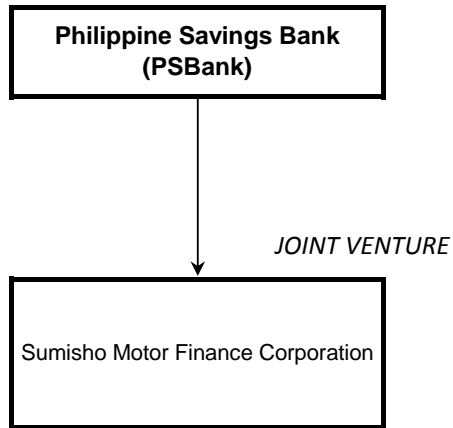 Philippine Savings Bank
(PSBank)
JOINT VENTURE
Sumisho Motor Finance Corporation